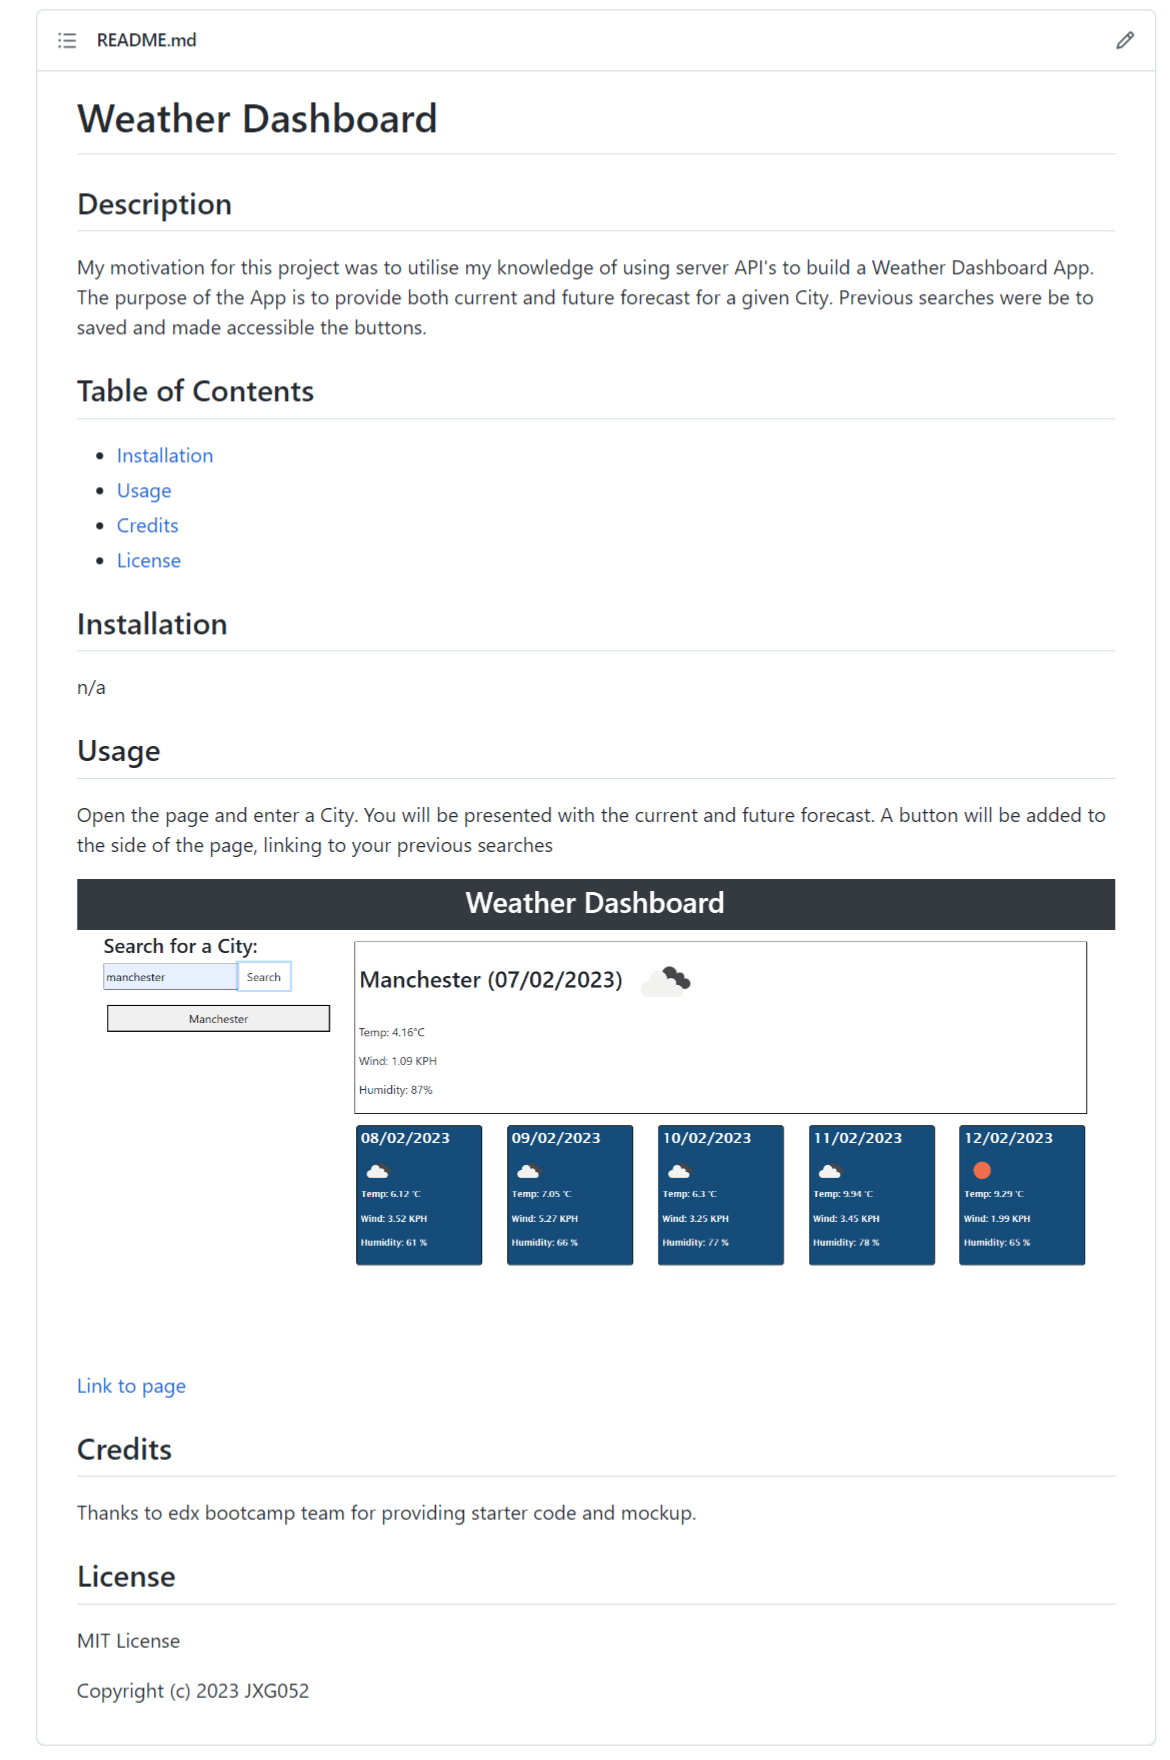 README.md
Weather Dashboard
Description
My motivation for this project was to utilise my knowledge of using server API's to build a Weather Dashboard App.
The purpose of the App is to provide both current and future forecast for a given City. Previous searches were be to
saved and made accessible the buttons.
Table of Contents
Installation
Usage
Credits
License
Installation
n/a
Usage
Open the page and enter a City. You will be presented with the current and future forecast. A button will be added to
the side of the page, linking to your previous searches
Weather Dashboard
Search for a City:
manchester Search
Manchester
Manchester (07/02/2023)
Temp: 4.16°C
Wind: 1.09 KPH
Humidity: 87%
08/02/2023
Temp: 6.12 °C
Wind: 3.52 KPH
Humidity: 61 %
09/02/2023
Temp: 7.05 °C
Wind: 5.27 KPH
Humidity: 66 %
10/02/2023
Temp: 6.3 °C
Wind: 3.25 KPH
Humidity: 77 %
11/02/2023
Temp: 9.94 °C
Wind: 3.45 KPH
Humidity: 78 %
12/02/2023
Temp: 9.29 °C
Wind: 1.99 KPH
Humidity: 65 %
Link to page
Credits
Thanks to edx bootcamp team for providing starter code and mockup.
License
MIT License
Copyright (c) 2023 JXG052